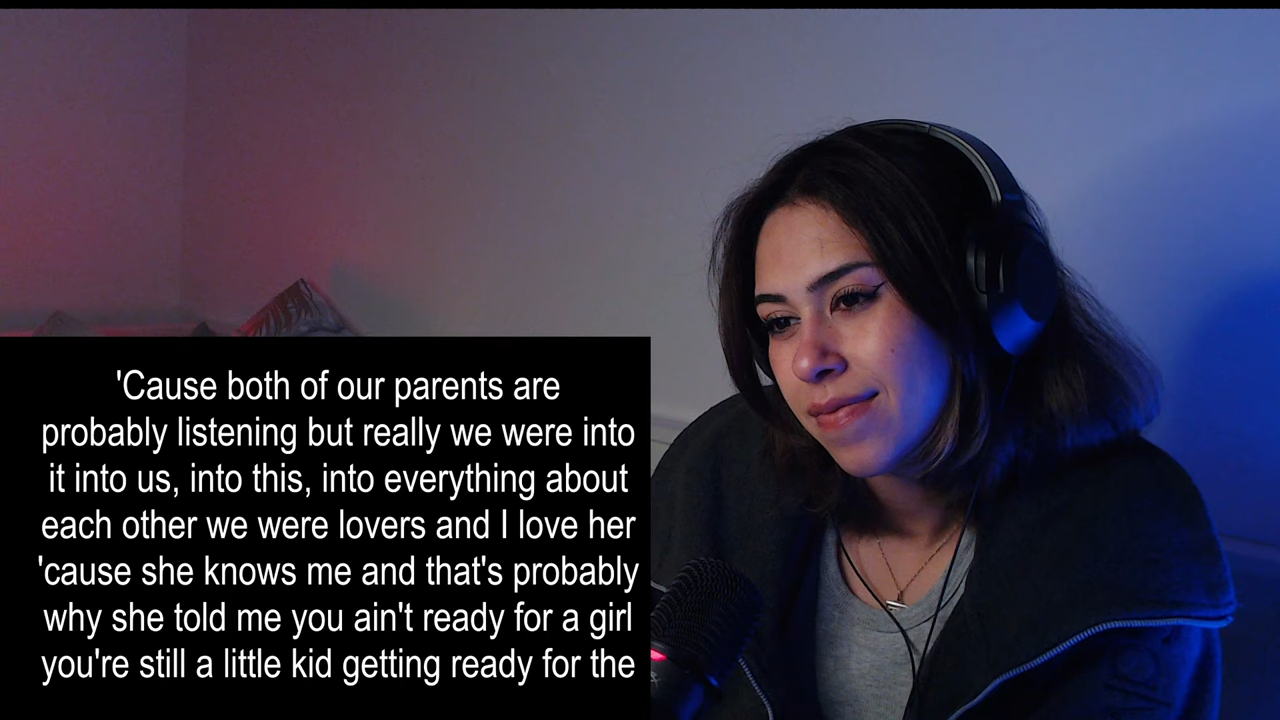 'Cause both of our parents are
probably listening but really we were into
it into us, into this, into everything about
each other we were lovers and I love her
'cause she knows me and that's probably
why she told me you ain't ready for a girl
you're still a little kid getting ready for the